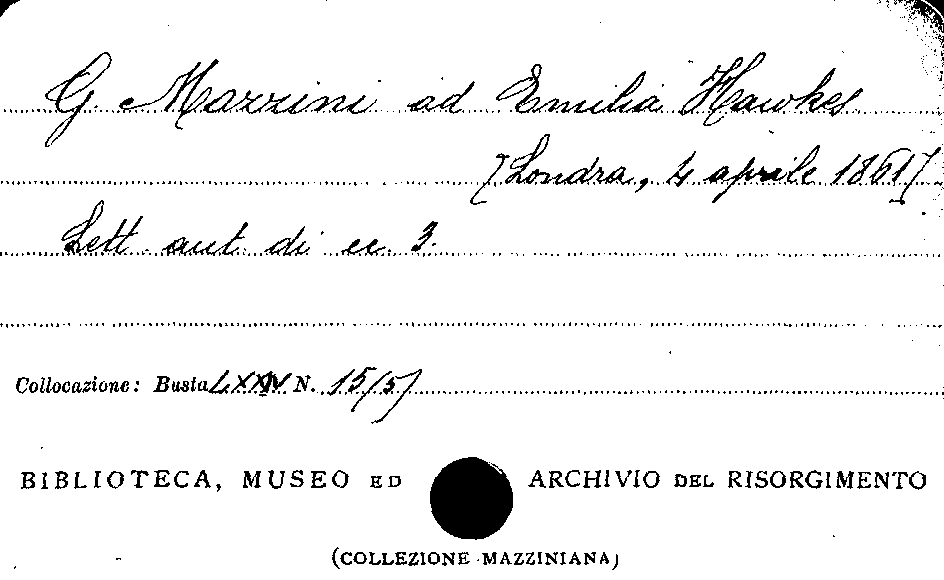 G. Mazzini ad Emilia Hawkes
[Londra, 4 aprile 1861]
Lett. aut. di cc. 3.
Collocazione: Busta LXXIV N. 15/5)
BIBLIOTECA, MUSEO ED ARCHIVIO DEL RISORGIMENTO
(COLLEZIONE MAZZINIANA)